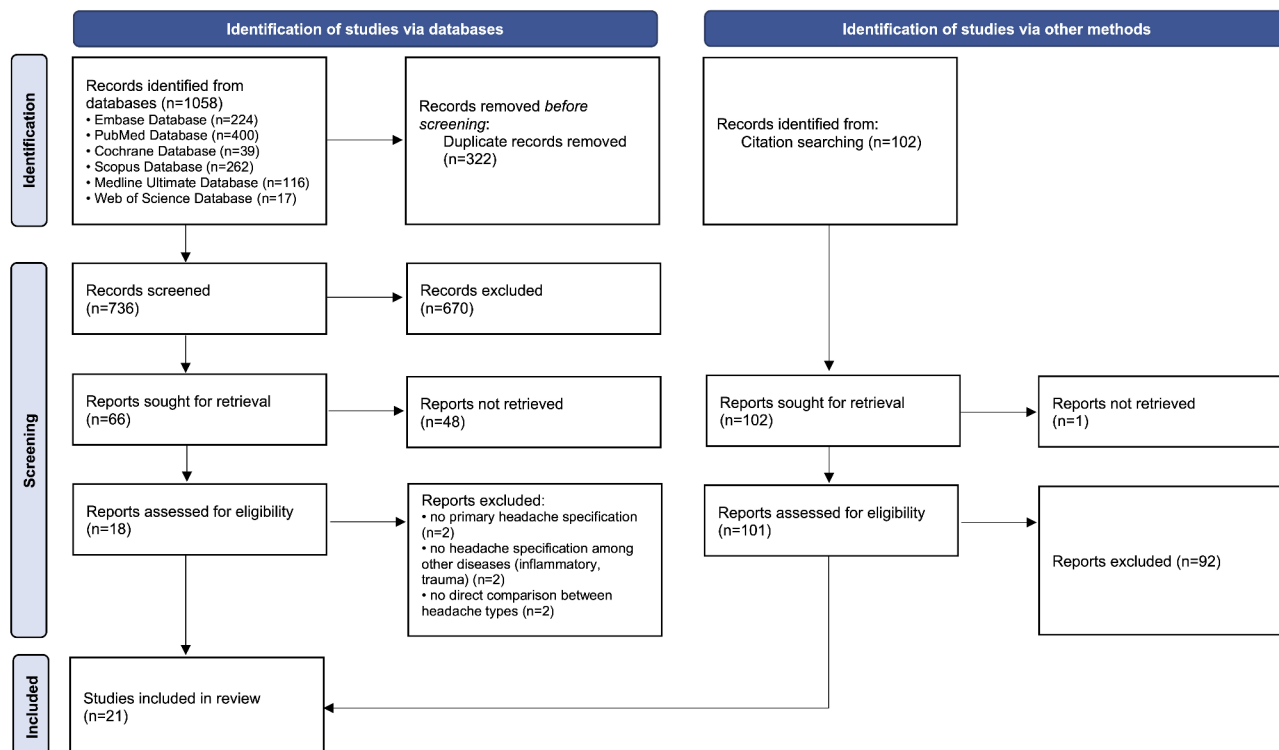 Identification of studies via databases
Identification of studies via other methods
Identification
Records identified from
databases (n=1058)
• Embase Database (n=224)
• PubMed Database (n=400)
• Cochrane Database (n=39)
• Scopus Database (n=262)
• Medline Ultimate Database (n=116)
• Web of Science Database (n=17)
Records removed before
screening:
Duplicate records removed
(n=322)
Records identified from:
Citation searching (n=102)
Screening
Records screened
(n=736)
Records excluded
(n=670)
Reports sought for retrieval
(n=66)
Reports not retrieved
(n=48)
Reports sought for retrieval
(n=102)
Reports not retrieved
(n=1)
Reports assessed for eligibility
(n=18)
Reports excluded:
• no primary headache specification
(n=2)
• no headache specification among
other diseases (inflammatory,
trauma) (n=2)
• no direct comparison between
headache types (n=2)
Reports assessed for eligibility
(n=101)
Reports excluded (n=92)
Included
Studies included in review
(n=21)